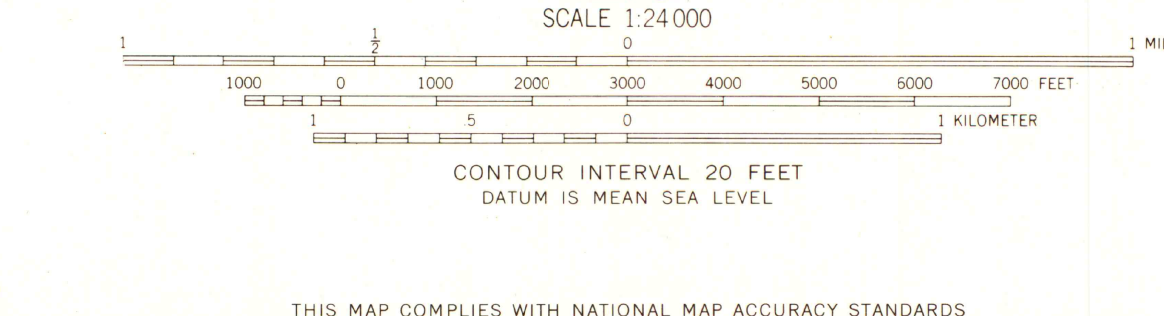 SCALE 1:24 000
1 ½ 0 1 MI
1000 0 1000 2000 3000 4000 5000 6000 7000 FEET
1 .5 0 1 KILOMETER
CONTOUR INTERVAL 20 FEET
DATUM IS MEAN SEA LEVEL
THIS MAP COMPLIES WITH NATIONAL MAP ACCURACY STANDARDS